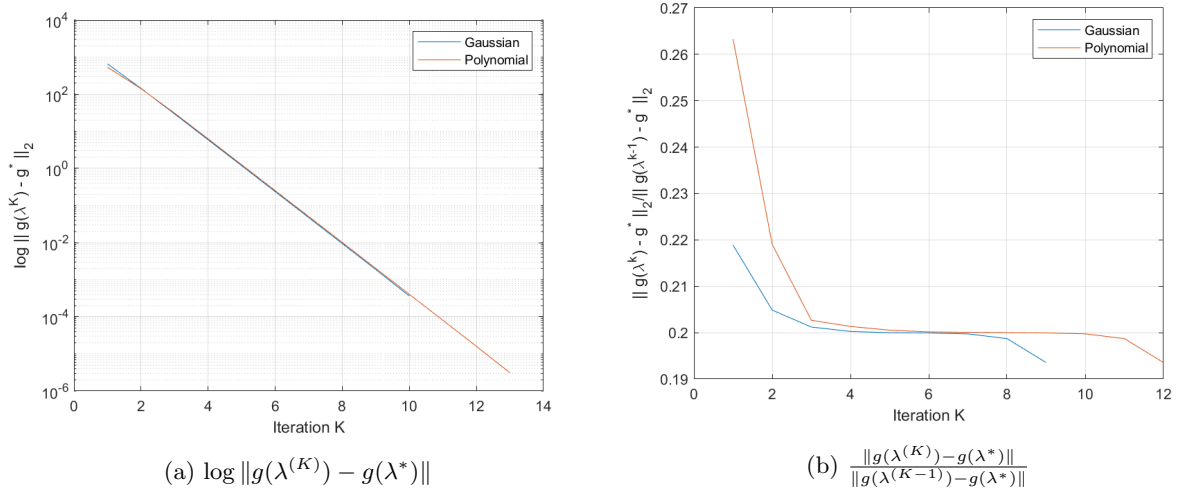 10^4
10^2
10^0
10^-2
10^-4
10^-6
log || g(λ^K) - g^* ||_2
0 2 4 6 8 10 12 14
Iteration K
Gaussian
Polynomial
(a) log ‖g(λ^(K)) − g(λ^*)‖
0.27
0.26
0.25
0.24
0.23
0.22
0.21
0.2
0.19
|| g(λ^k) - g^* ||_2/|| g(λ^k-1) - g^* ||_2
0 2 4 6 8 10 12
Iteration K
Gaussian
Polynomial
(b) ‖g(λ^(K))−g(λ^*)‖
‖g(λ^(K−1))−g(λ^*)‖